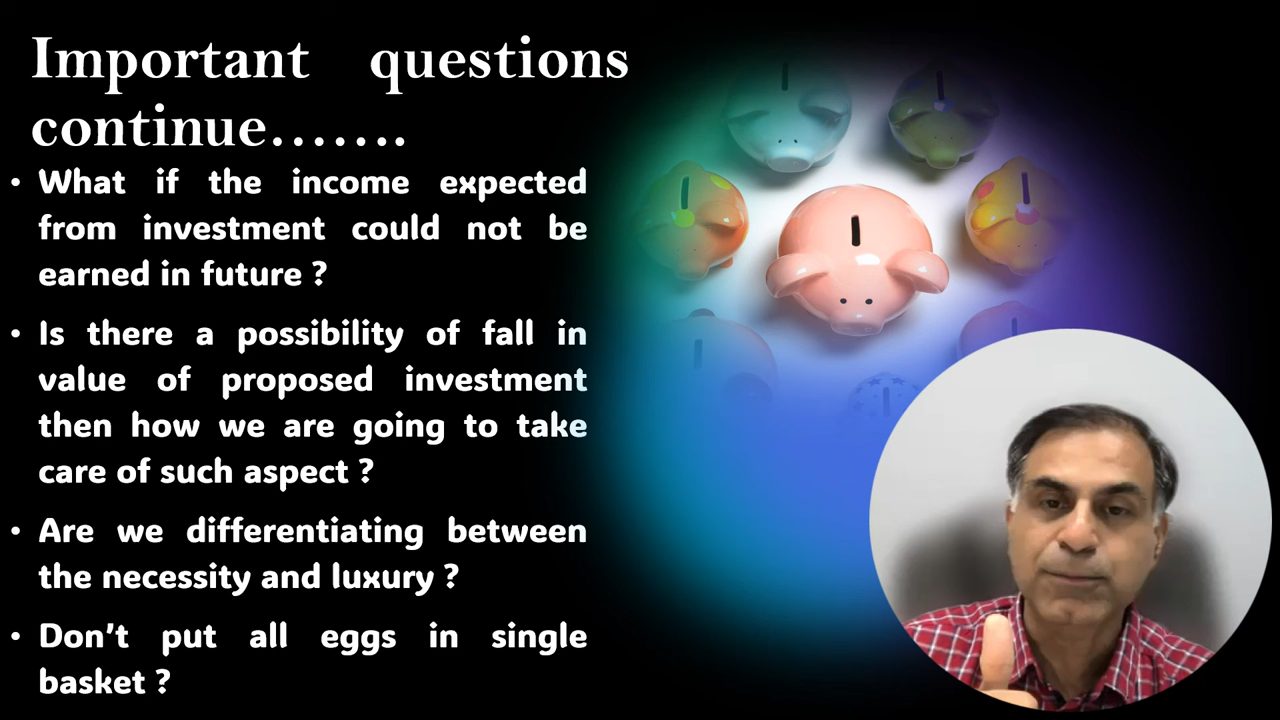 Important questions
continue.......
• What if the income expected
from investment could not be
earned in future ?
• Is there a possibility of fall in
value of proposed investment
then how we are going to take
care of such aspect ?
• Are we differentiating between
the necessity and luxury ?
• Don't put all eggs in single
basket ?